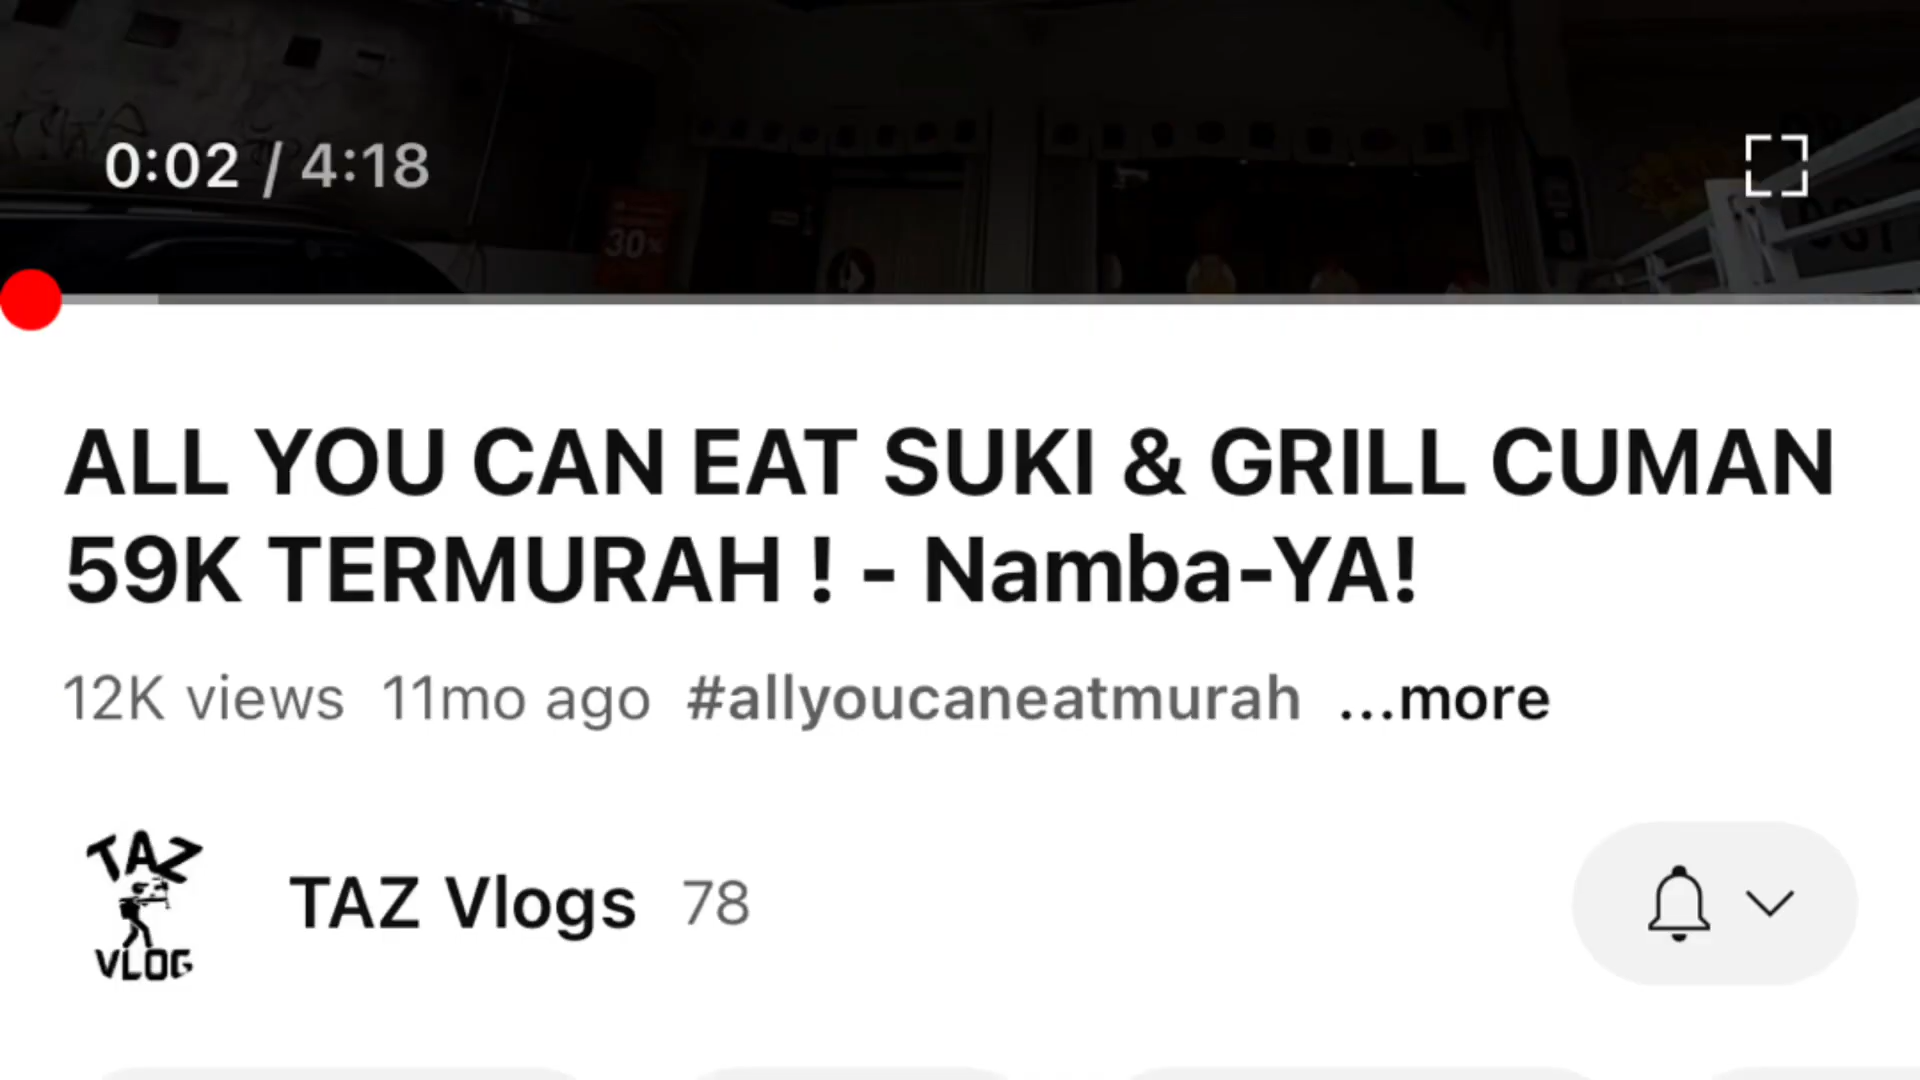 0:02 / 4:18
30%
ALL YOU CAN EAT SUKI & GRILL CUMAN
59K TERMURAH ! - Namba-YA!
12K views 11mo ago #allyoucaneatmurah ...more
TAZ
VLOG
TAZ Vlogs 78